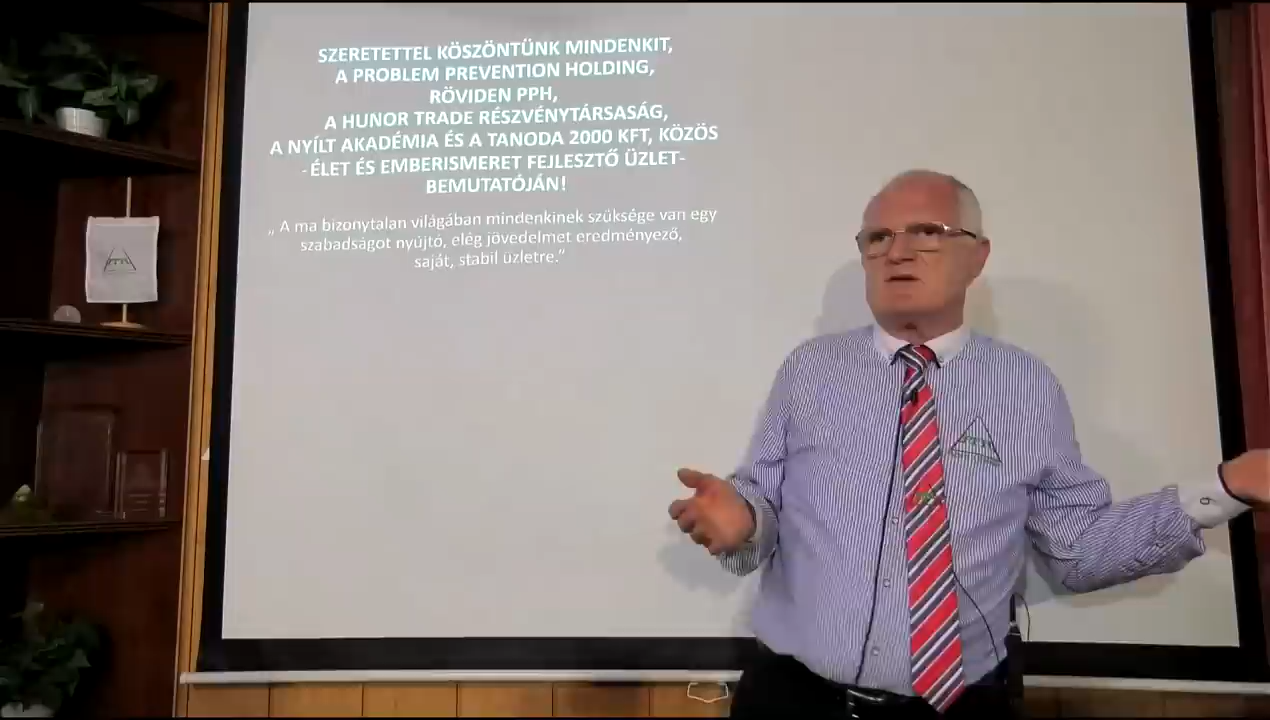 SZERETETTEL KÖSZÖNTÜNK MINDENKIT,
A PROBLEM PREVENTION HOLDING,
RÖVIDEN PPH,
A HUNOR TRADE RÉSZVÉNYTÁRSASÁG,
A NYÍLT AKADÉMIA ÉS A TANODA 2000 KFT, KÖZÖS
- ÉLET ÉS EMBERISMERET FEJLESZTŐ ÜZLET-
BEMUTATÓJÁN!
„ A ma bizonytalan világában mindenkinek szüksége van egy
szabadságot nyújtó, elég jövedelmet eredményező,
saját, stabil üzletre.”